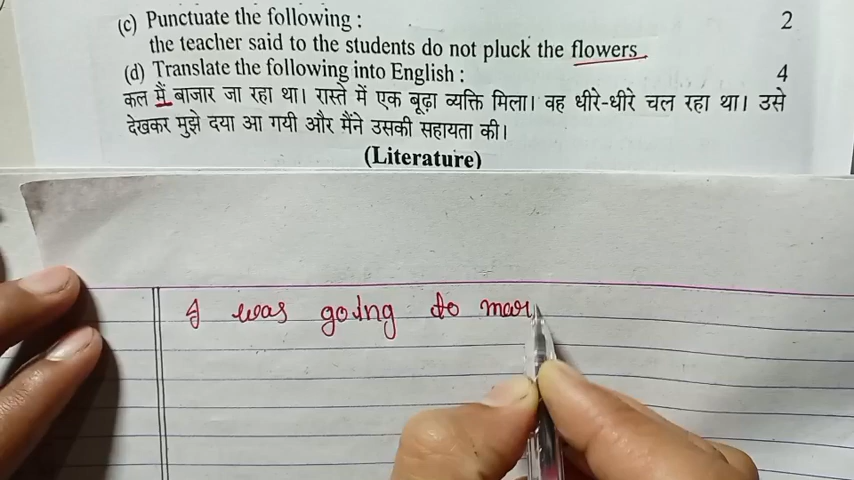 (c) Punctuate the following : 2
the teacher said to the students do not pluck the flowers
(d) Translate the following into English : 4
कल मैं बाजार जा रहा था। रास्ते में एक बूढ़ा व्यक्ति मिला। वह धीरे-धीरे चल रहा था। उसे
देखकर मुझे दया आ गयी और मैंने उसकी सहायता की।
(Literature)
I was going to mar